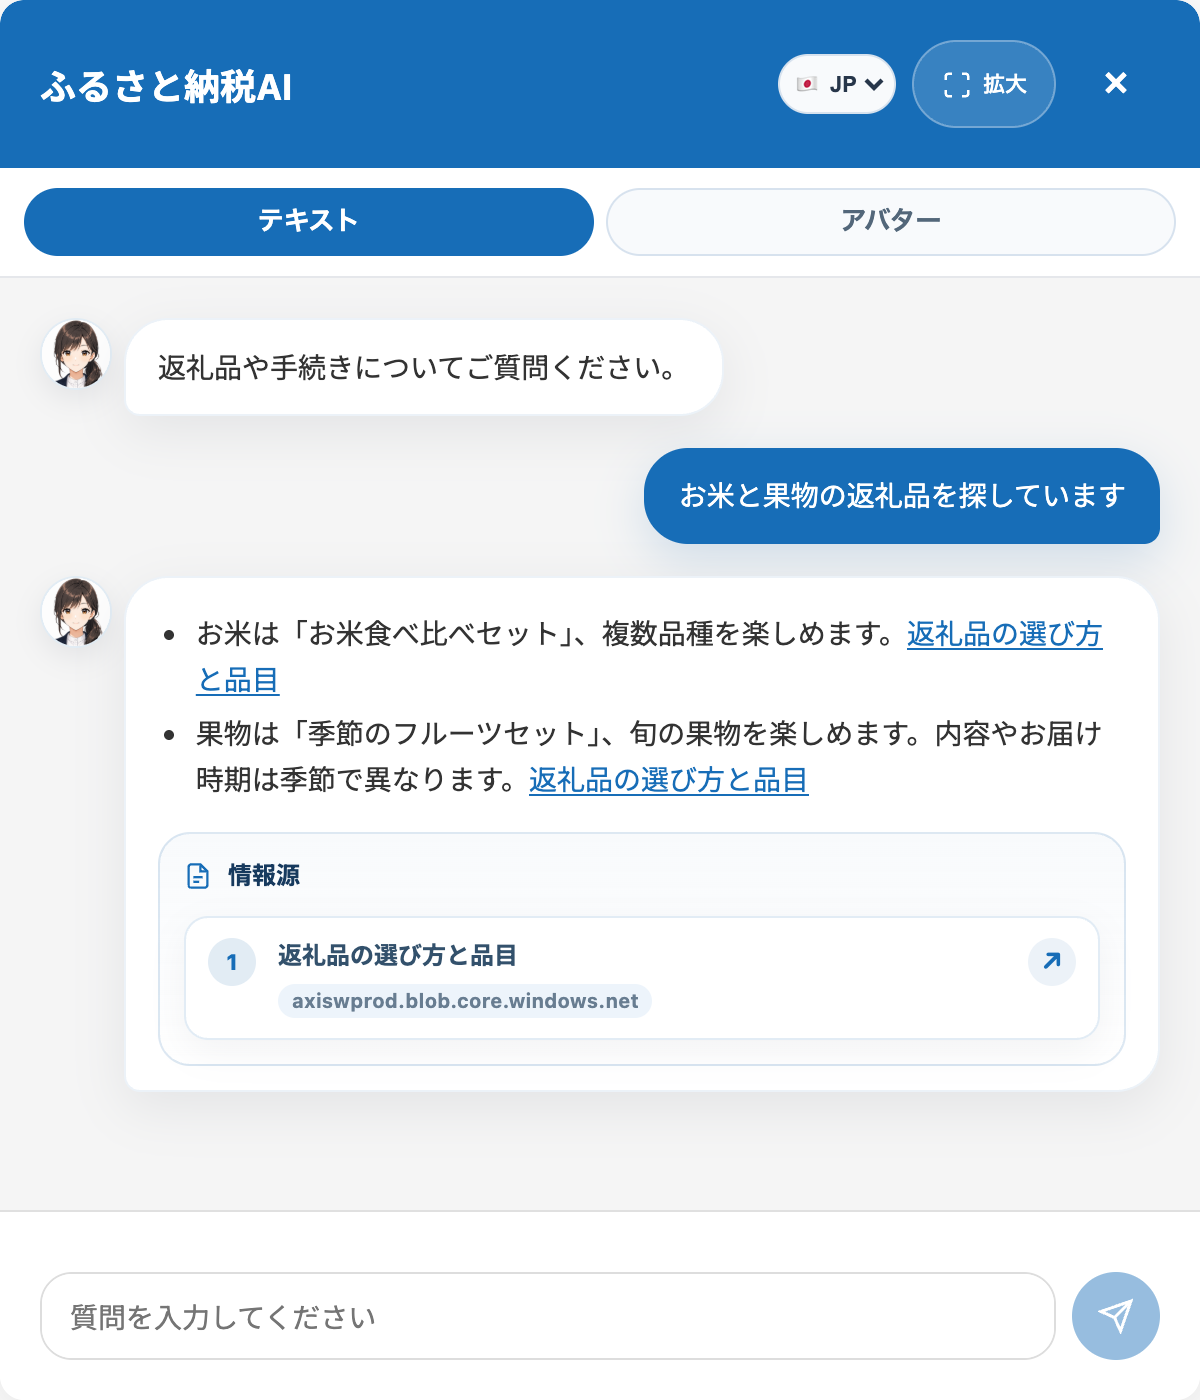 ふるさと納税AI
JP
拡大
テキスト
アバター
返礼品や手続きについてご質問ください。
お米と果物の返礼品を探しています
お米は「お米食べ比べセット」、複数品種を楽しめます。返礼品の選び方
と品目
果物は「季節のフルーツセット」、旬の果物を楽しめます。内容やお届け
時期は季節で異なります。返礼品の選び方と品目
情報源
1
返礼品の選び方と品目
axiswprod.blob.core.windows.net
質問を入力してください